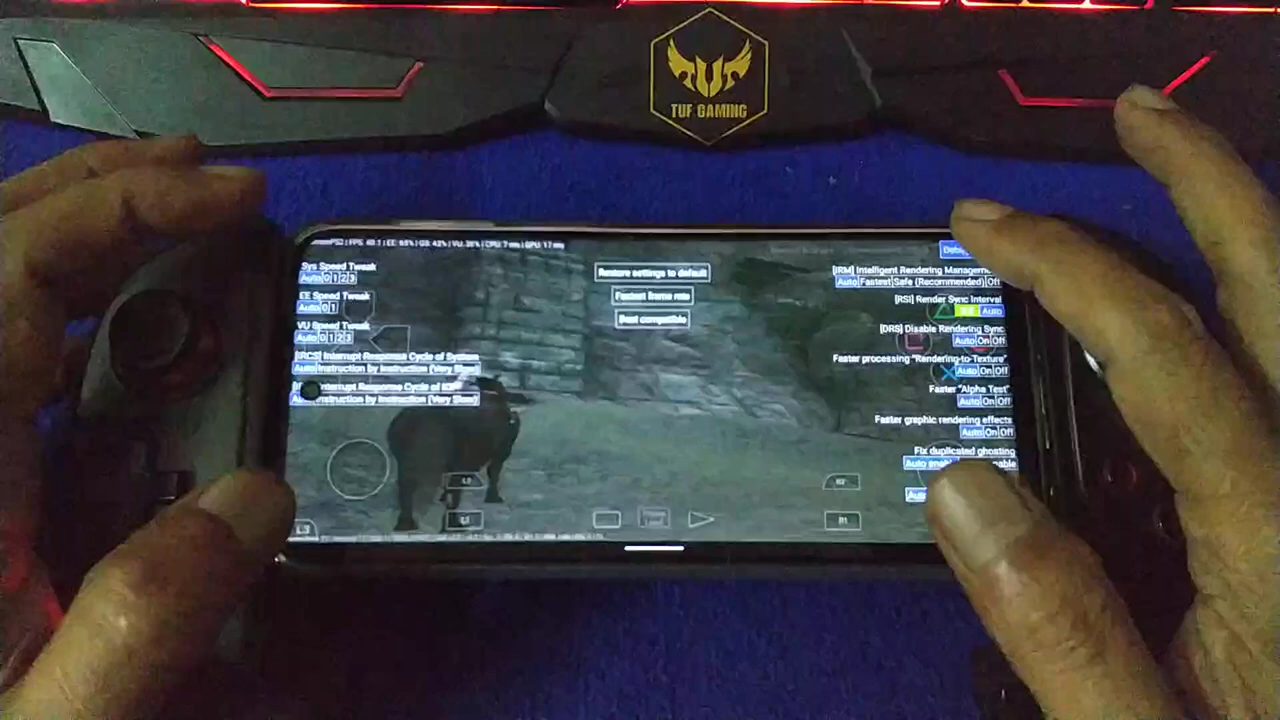 TUF GAMING
Sys Speed Tweak
Auto 0 1 2 3
EE Speed Tweak
Auto 0 1
VU Speed Tweak
Auto 0 1 2 3
[IRCS] Interrupt Response Cycle of System
Auto Instruction by Instruction (Very Slow)
Interrupt Response Cycle of
Instruction by Instruction (Very Slow)
Restore settings to default
Fastest frame rate
Best compatible
[IRM] Intelligent Rendering Management
Auto Fastest Safe (Recommended) Off
[RSI] Render Sync Interval
Auto
[DRS] Disable Rendering Sync
Auto On Off
Faster processing "Rendering-to-Texture"
Auto On Off
Faster "Alpha Test"
Auto On Off
Faster graphic rendering effects
Auto On Off
Fix duplicated ghosting
L2
R2
L1
R1